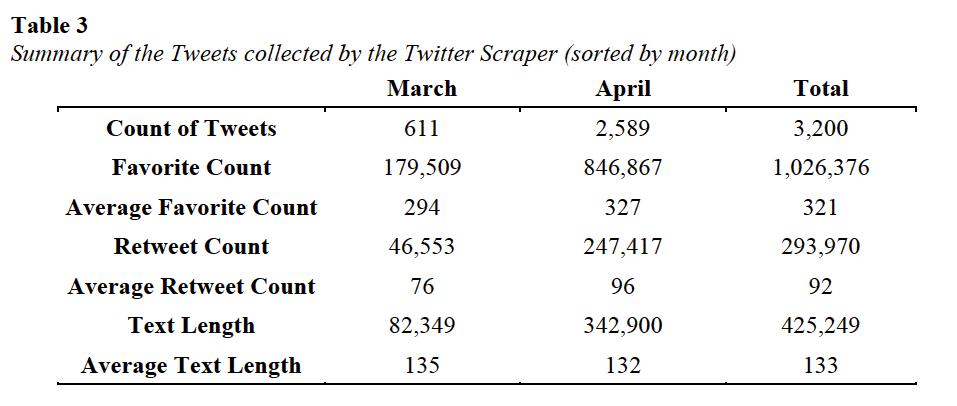 Table 3
Summary of the Tweets collected by the Twitter Scraper (sorted by month)
March April Total
Count of Tweets 611 2,589 3,200
Favorite Count 179,509 846,867 1,026,376
Average Favorite Count 294 327 321
Retweet Count 46,553 247,417 293,970
Average Retweet Count 76 96 92
Text Length 82,349 342,900 425,249
Average Text Length 135 132 133